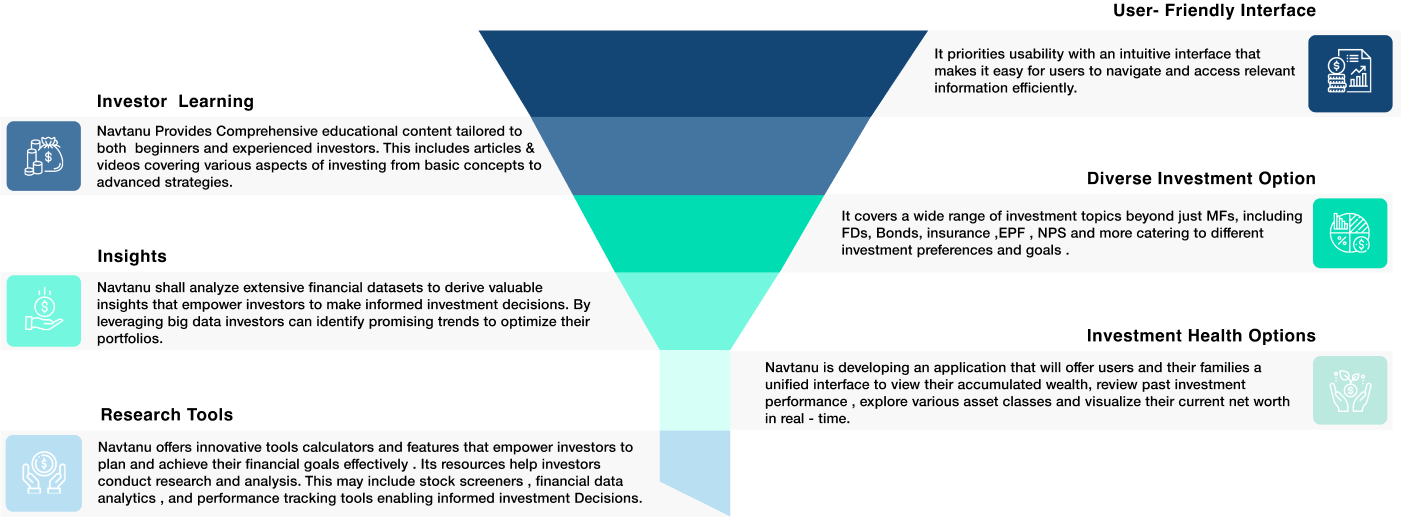 User- Friendly Interface
It priorities usability with an intuitive interface that
makes it easy for users to navigate and access relevant
information efficiently.
Investor Learning
Navtanu Provides Comprehensive educational content tailored to
both beginners and experienced investors. This includes articles &
videos covering various aspects of investing from basic concepts to
advanced strategies.
Diverse Investment Option
It covers a wide range of investment topics beyond just MFs, including
FDs, Bonds, insurance ,EPF , NPS and more catering to different
investment preferences and goals .
Insights
Navtanu shall analyze extensive financial datasets to derive valuable
insights that empower investors to make informed investment decisions. By
leveraging big data investors can identify promising trends to optimize their
portfolios.
Investment Health Options
Navtanu is developing an application that will offer users and their families a
unified interface to view their accumulated wealth, review past investment
performance , explore various asset classes and visualize their current net worth
in real - time.
Research Tools
Navtanu offers innovative tools calculators and features that empower investors to
plan and achieve their financial goals effectively . Its resources help investors
conduct research and analysis. This may include stock screeners , financial data
analytics , and performance tracking tools enabling informed investment Decisions.